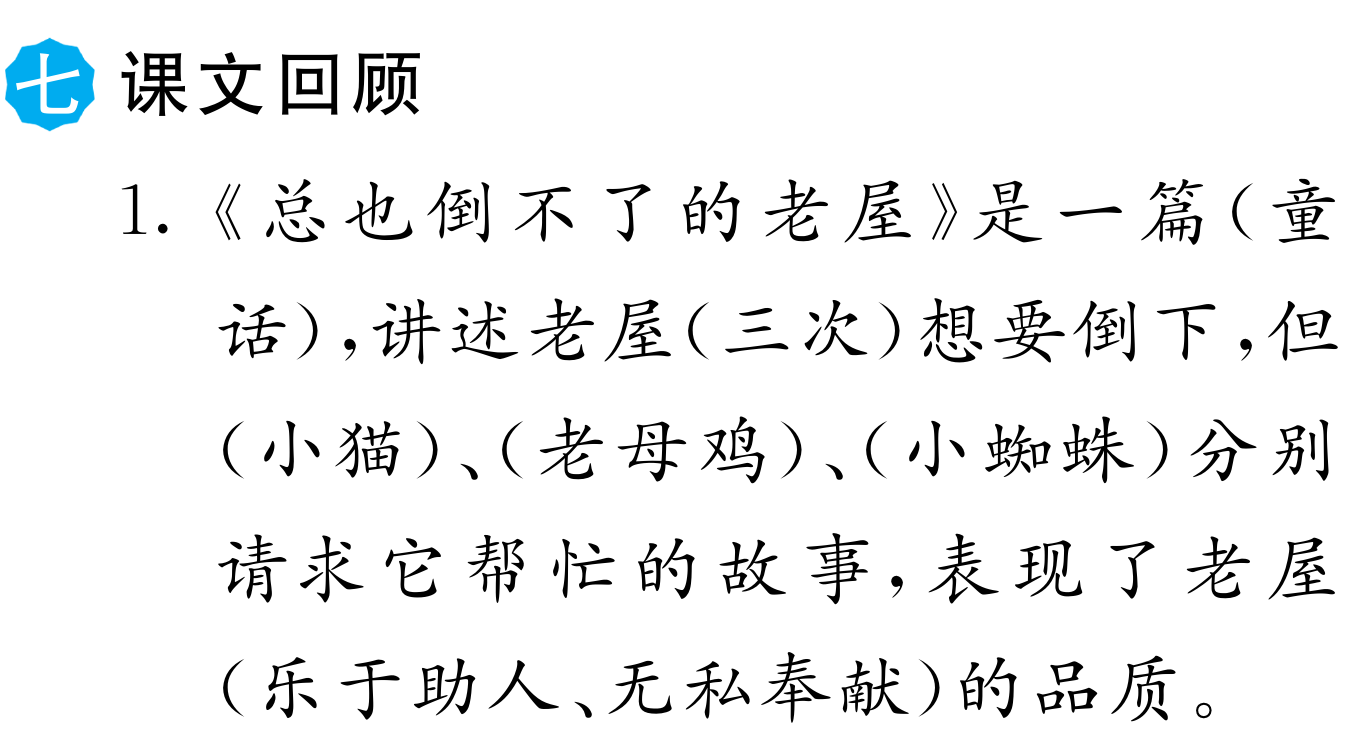 七 课文回顾
1.《总也倒不了的老屋》是一篇(童
话),讲述老屋(三次)想要倒下,但
(小猫)、(老母鸡)、(小蜘蛛)分别
请求它帮忙的故事,表现了老屋
(乐于助人、无私奉献)的品质。